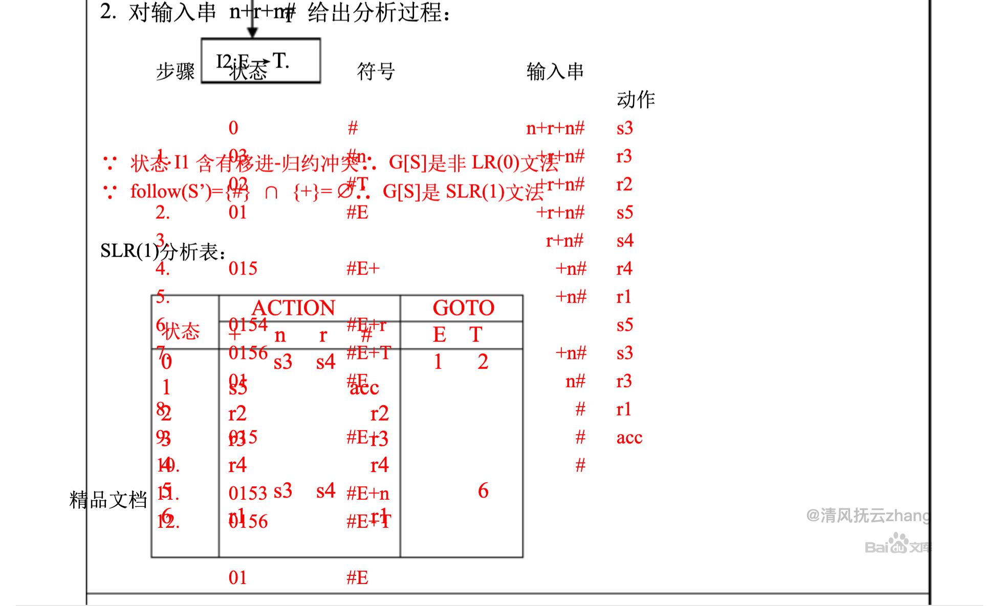 2. 对输入串 n+r+n# 给出分析过程：
I2:E→T.
步骤 状态 符号 输入串
动作
0 # n+r+n# s3
1. 03 #n +r+n# r3
∵ 状态 I1 含有移进-归约冲突∴ G[S]是非 LR(0)文法
02 #T +r+n# r2
∵ follow(S’)={#} ∩ {+}=∅∴ G[S]是 SLR(1)文法
2. 01 #E +r+n# s5
3. r+n# s4
SLR(1)分析表：
4. 015 #E+ +n# r4
5. +n# r1
ACTION GOTO
6. 0154 #E+r s5
状态 + n r # E T
7. 0156 #E+T +n# s3
0 s3 s4 1 2
01 #E n# r3
1 s5 acc
8. # r1
2 r2 r2
9. 015 #E+ # acc
3 r3 r3
10. #
4 r4 r4
5 s3 s4 6
11. 0153 #E+n
精品文档
6 r1 r1
12. 0156 #E+T
@清风抚云zhang
Bai du 文库
01 #E